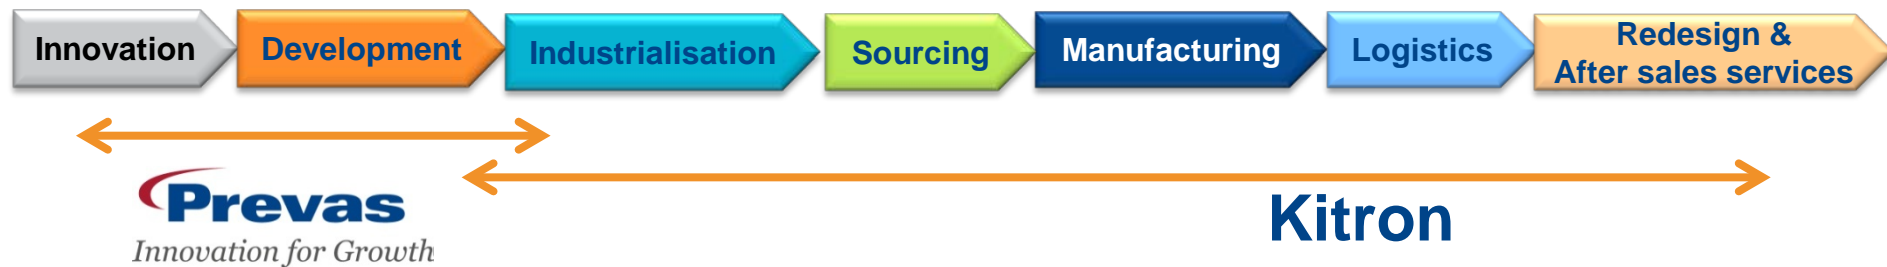 Innovation
Development
Industrialisation
Sourcing
Manufacturing
Logistics
Redesign &
After sales services
Prevas
Innovation for Growth
Kitron